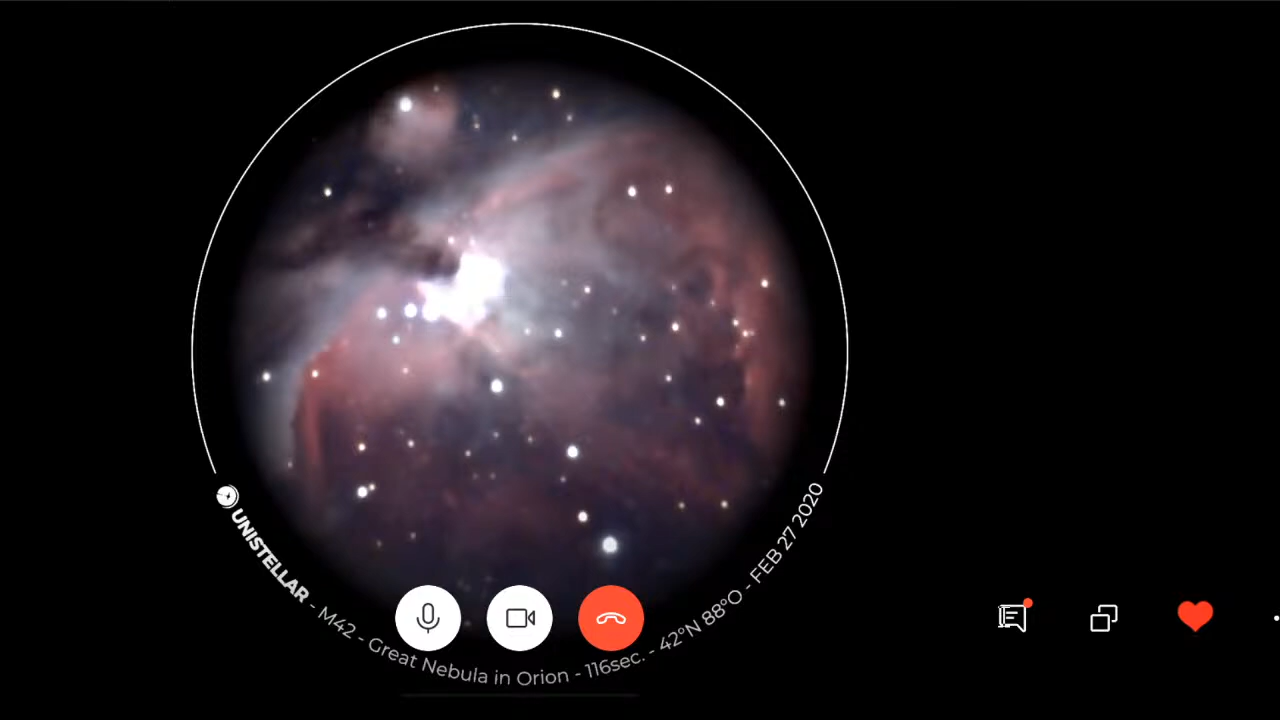 UNISTELLAR - M42 - Great Nebula in Orion - 116sec. - 42°N 88°O - FEB 27 2020